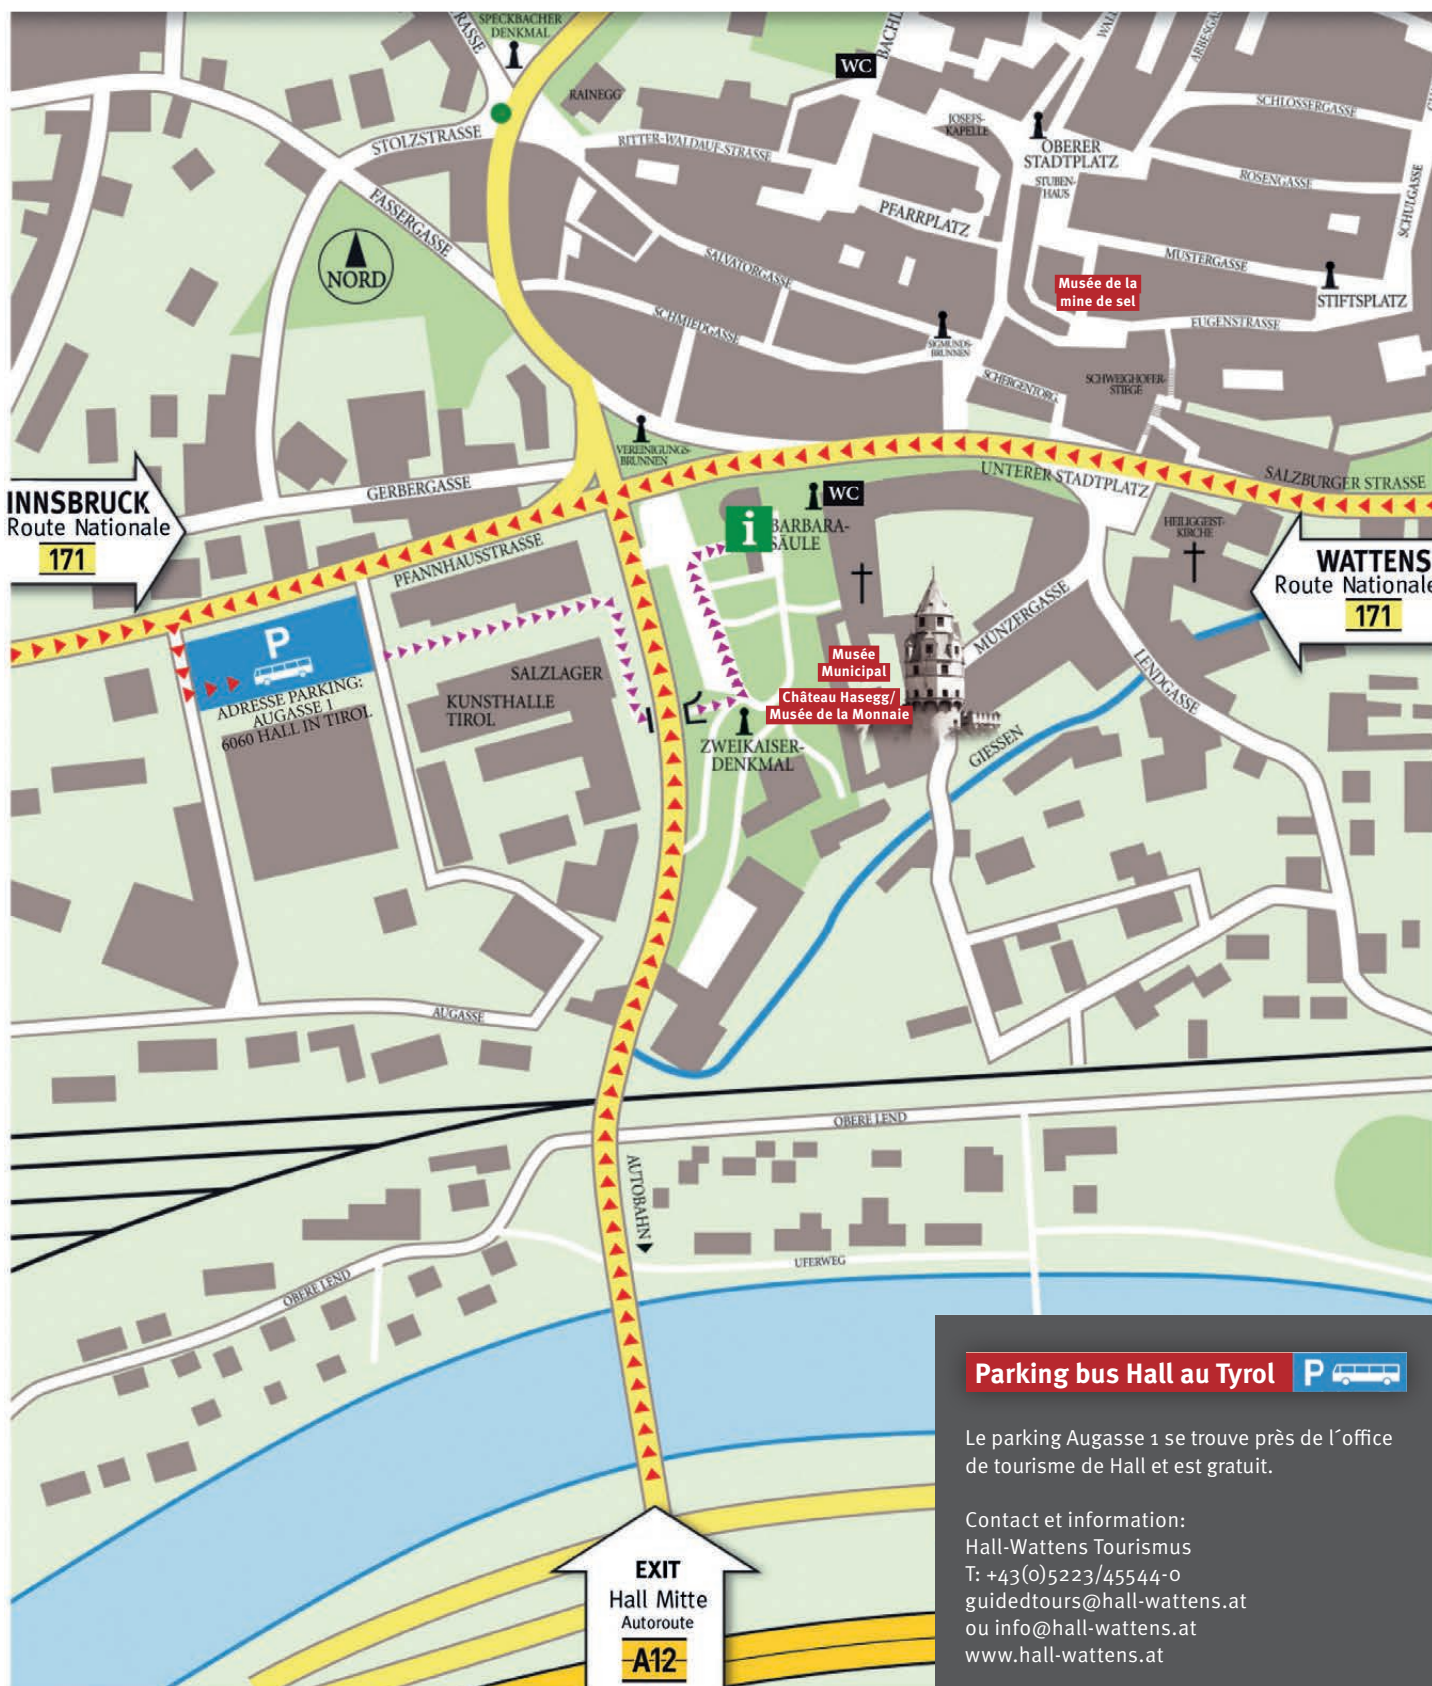 SPECKBACHER
DENKMAL
WC
RAINEGG
STOLZSTRASSE
RITTER-WALDAUF-STRASSE
JOSEFS-
KAPELLE
OBERER
STADTPLATZ
STUBEN-
HAUS
SCHLOSSERGASSE
ROSENGASSE
SCHULGASSE
FASSERGASSE
PFARRPLATZ
NORD
SALVATORGASSE
MUSTERGASSE
Musée de la
mine de sel
STIFTSPLATZ
SCHMIEDGASSE
SIGMUNDS-
BRUNNEN
EUGENSTRASSE
SCHERGENTORG.
SCHWEIGHOFER-
STIEGE
VEREINIGUNGS-
BRUNNEN
UNTERER STADTPLATZ
SALZBURGER STRASSE
GERBERGASSE
INNSBRUCK
Route Nationale
171
WC
i
BARBARA-
SÄULE
HEILIGGEIST-
KIRCHE
WATTENS
Route Nationale
171
PFANNHAUSSTRASSE
P
ADRESSE PARKING:
AUGASSE 1
6060 HALL IN TIROL
SALZLAGER
KUNSTHALLE
TIROL
MÜNZERGASSE
LENDGASSE
Musée
Municipal
Château Hasegg/
Musée de la Monnaie
ZWEIKAISER-
DENKMAL
GIESSEN
AUGASSE
OBERE LEND
AUTOBAHN
UFERWEG
OBERE LEND
EXIT
Hall Mitte
Autoroute
A12
Parking bus Hall au Tyrol P
Le parking Augasse 1 se trouve près de l´office
de tourisme de Hall et est gratuit.
Contact et information:
Hall-Wattens Tourismus
T: +43(0)5223/45544-0
guidedtours@hall-wattens.at
ou info@hall-wattens.at
www.hall-wattens.at